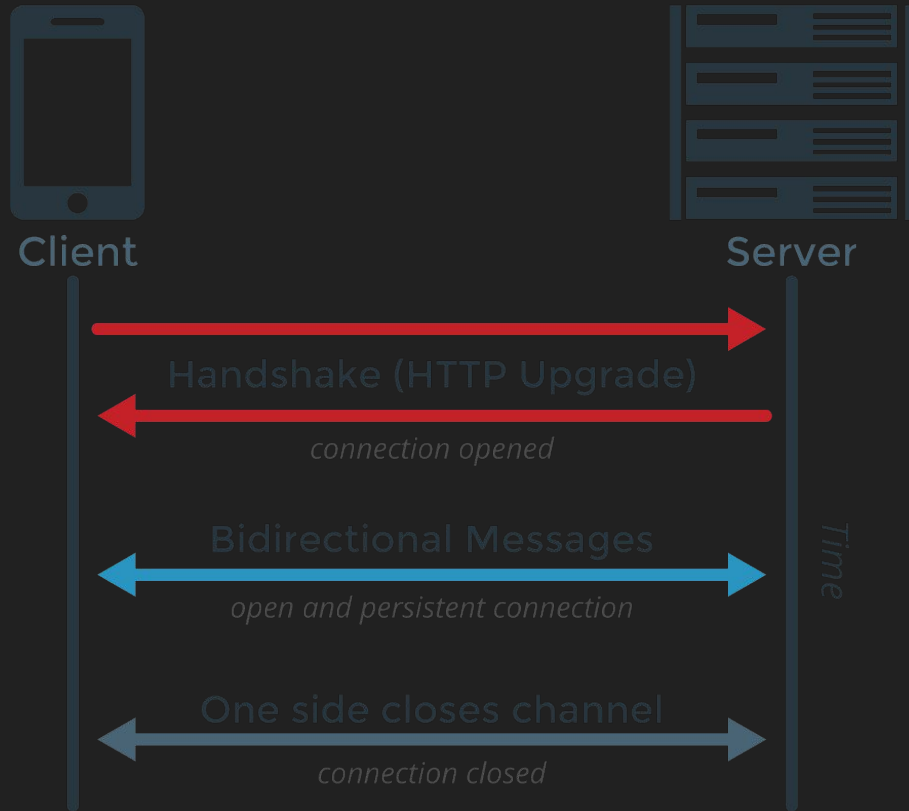 Client
Server
Handshake (HTTP Upgrade)
connection opened
Bidirectional Messages
open and persistent connection
Time
One side closes channel
connection closed